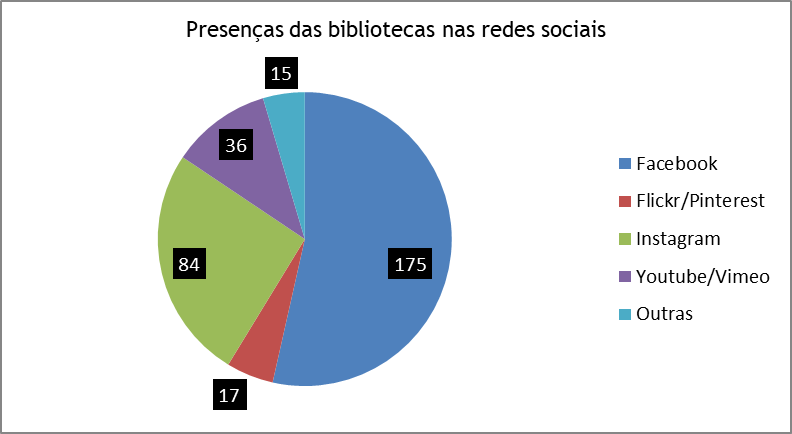 Presenças das bibliotecas nas redes sociais
15
36
84
175
17
Facebook
Flickr/Pinterest
Instagram
Youtube/Vimeo
Outras